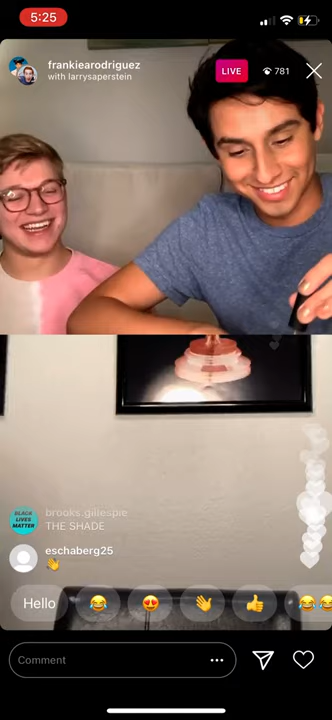 5:25
frankiearodriguez
with larrysaperstein
LIVE
781
BLACK
LIVES
MATTER
brooks.gillespie
THE SHADE
eschaberg25
👋
Hello
Comment